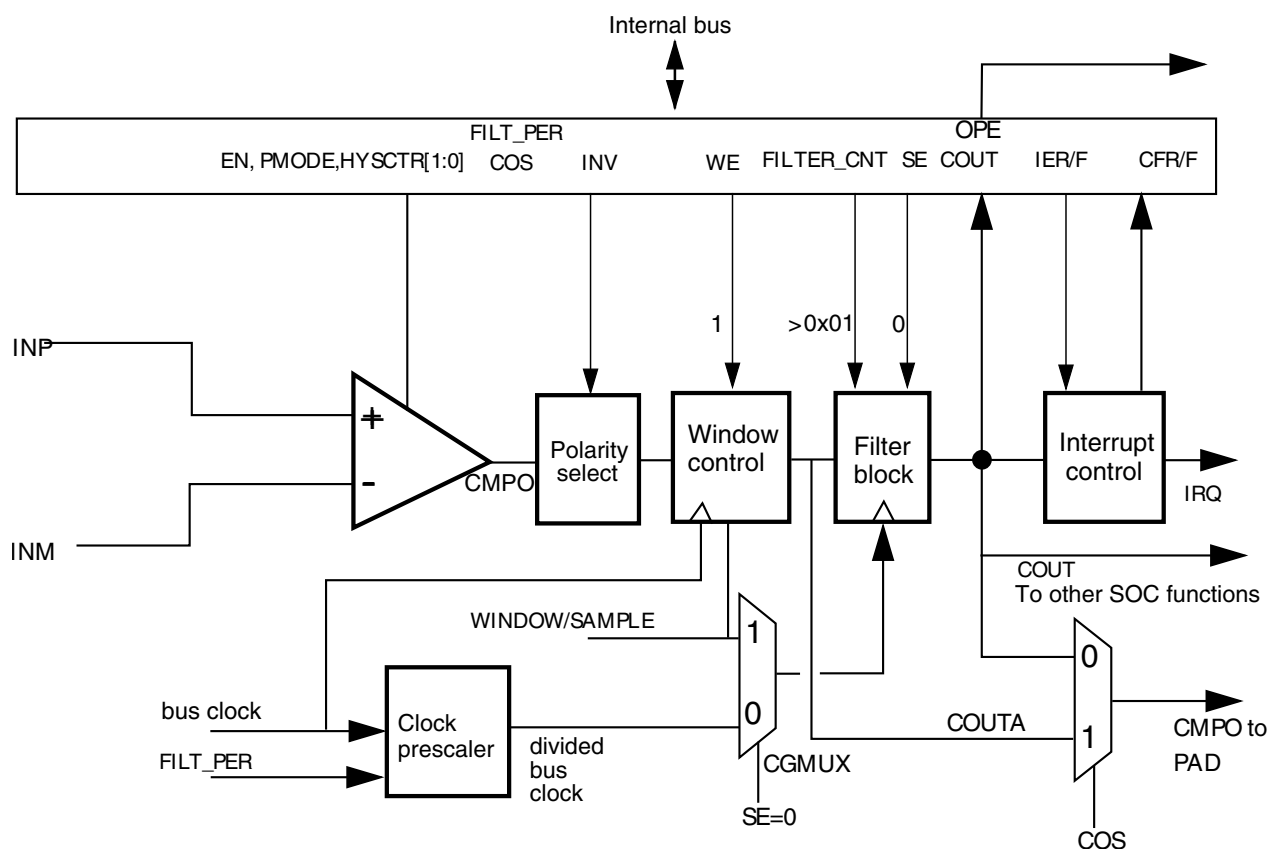 Internal bus
FILT_PER
OPE
EN, PMODE,HYSCTR[1:0]
COS
INV
WE
FILTER_CNT
SE
COUT
IER/F
CFR/F
1
>0x01
0
INP
INM
+
-
CMPO
Polarity
select
Window
control
Filter
block
Interrupt
control
IRQ
COUT
To other SOC functions
WINDOW/SAMPLE
1
0
CGMUX
SE=0
bus clock
FILT_PER
Clock
prescaler
divided
bus
clock
COUTA
0
1
COS
CMPO to
PAD